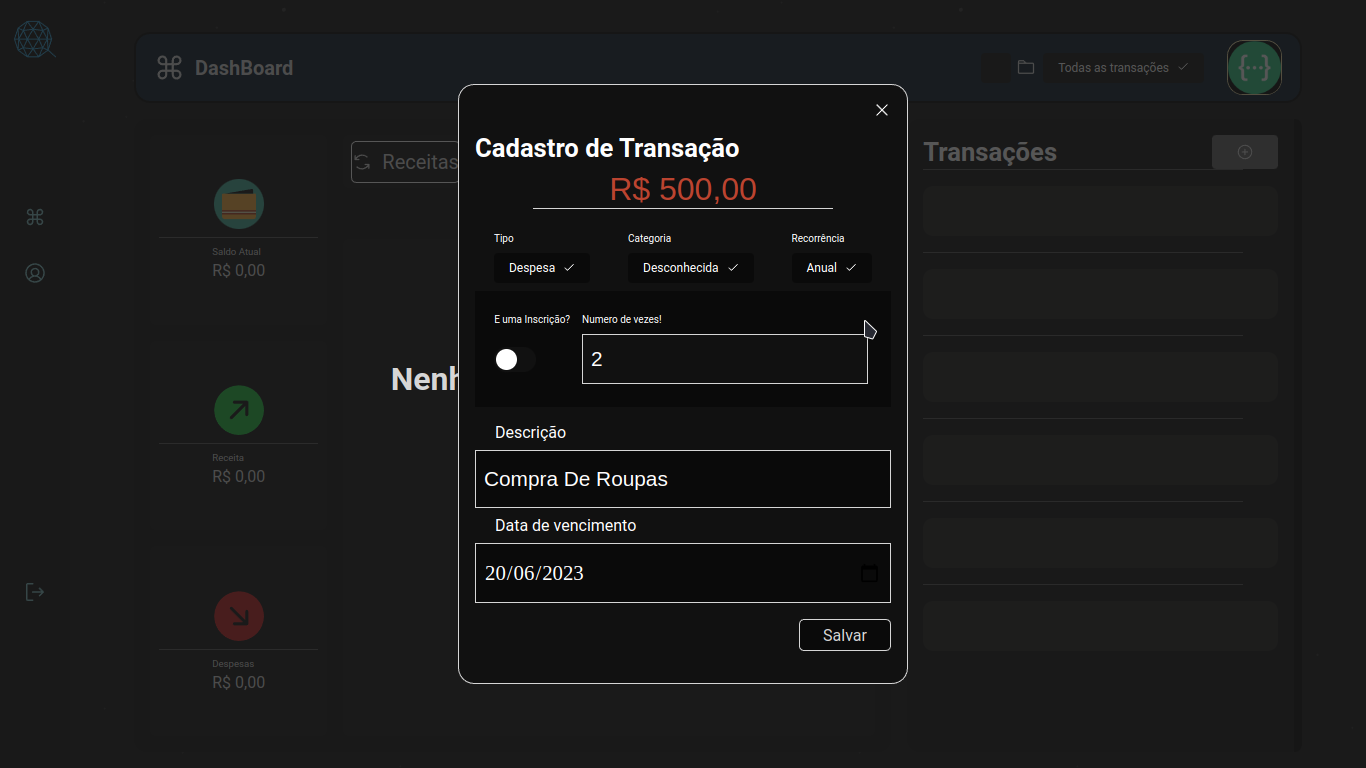 DashBoard
Todas as transações
Cadastro de Transação
R$ 500,00
Tipo
Categoria
Recorrência
Despesa
Desconhecida
Anual
E uma Inscrição?
Numero de vezes!
2
Descrição
Compra De Roupas
Data de vencimento
20/06/2023
Salvar
Saldo Atual
R$ 0,00
Receita
R$ 0,00
Despesas
R$ 0,00
Receitas
Nenh
Transações